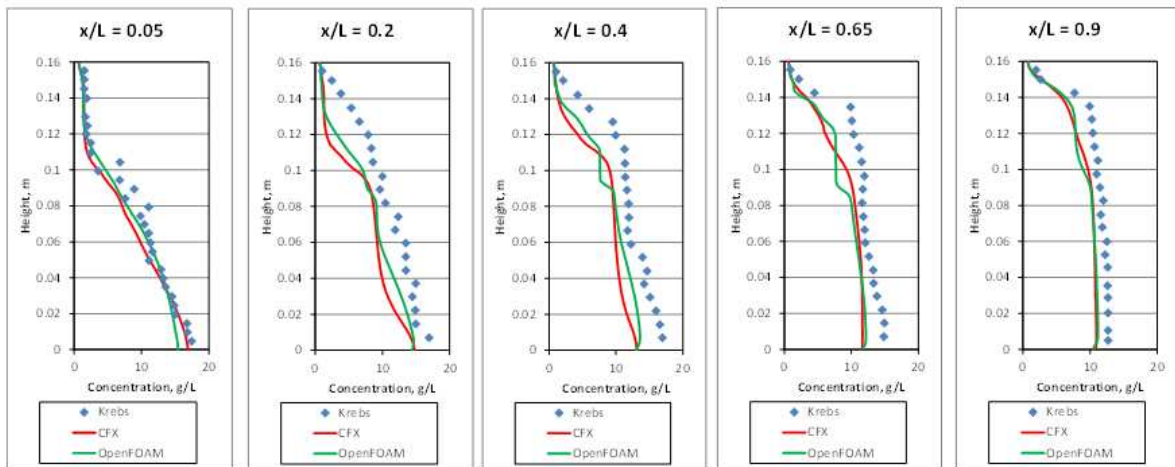 x/L = 0.05
0.16
0.14
0.12
0.1
0.08
0.06
0.04
0.02
0
Height, m
0 10 20
Concentration, g/L
Krebs
CFX
OpenFOAM
x/L = 0.2
0.16
0.14
0.12
0.1
0.08
0.06
0.04
0.02
0
Height, m
0 10 20
Concentration, g/L
Krebs
CFX
OpenFOAM
x/L = 0.4
0.16
0.14
0.12
0.1
0.08
0.06
0.04
0.02
0
Height, m
0 10 20
Concentration, g/L
Krebs
CFX
OpenFOAM
x/L = 0.65
0.16
0.14
0.12
0.1
0.08
0.06
0.04
0.02
0
Height, m
0 10 20
Concentration, g/L
Krebs
CFX
OpenFOAM
x/L = 0.9
0.16
0.14
0.12
0.1
0.08
0.06
0.04
0.02
0
Height, m
0 10 20
Concentration, g/L
Krebs
CFX
OpenFOAM